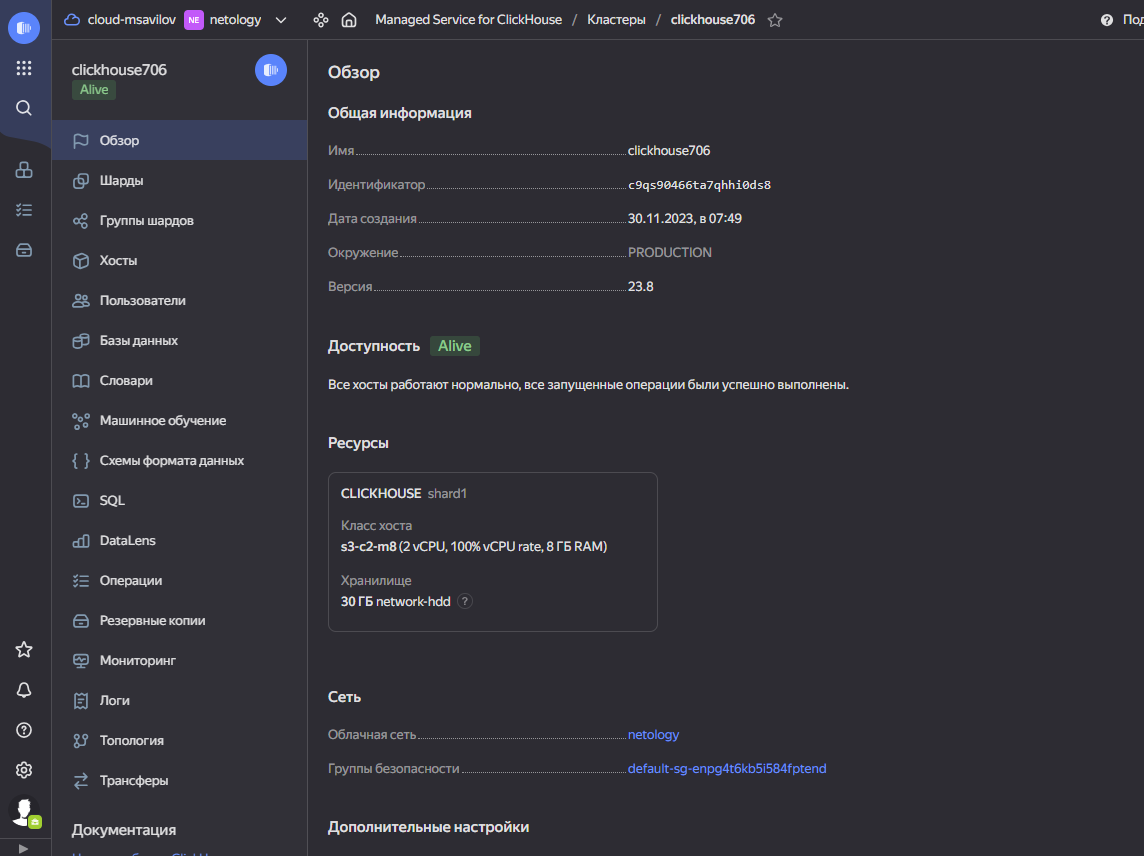 cloud-msavilov NE netology Managed Service for ClickHouse / Кластеры / clickhouse706
clickhouse706
Alive
Обзор
Шарды
Группы шардов
Хосты
Пользователи
Базы данных
Словари
Машинное обучение
Схемы формата данных
SQL
DataLens
Операции
Резервные копии
Мониторинг
Логи
Топология
Трансферы
Документация
Обзор
Общая информация
Имя clickhouse706
Идентификатор c9qs90466ta7qhhi0ds8
Дата создания 30.11.2023, в 07:49
Окружение PRODUCTION
Версия 23.8
Доступность Alive
Все хосты работают нормально, все запущенные операции были успешно выполнены.
Ресурсы
CLICKHOUSE shard1
Класс хоста
s3-c2-m8 (2 vCPU, 100% vCPU rate, 8 ГБ RAM)
Хранилище
30 ГБ network-hdd ?
Сеть
Облачная сеть netology
Группы безопасности default-sg-enpg4t6kb5i584fptend
Дополнительные настройки